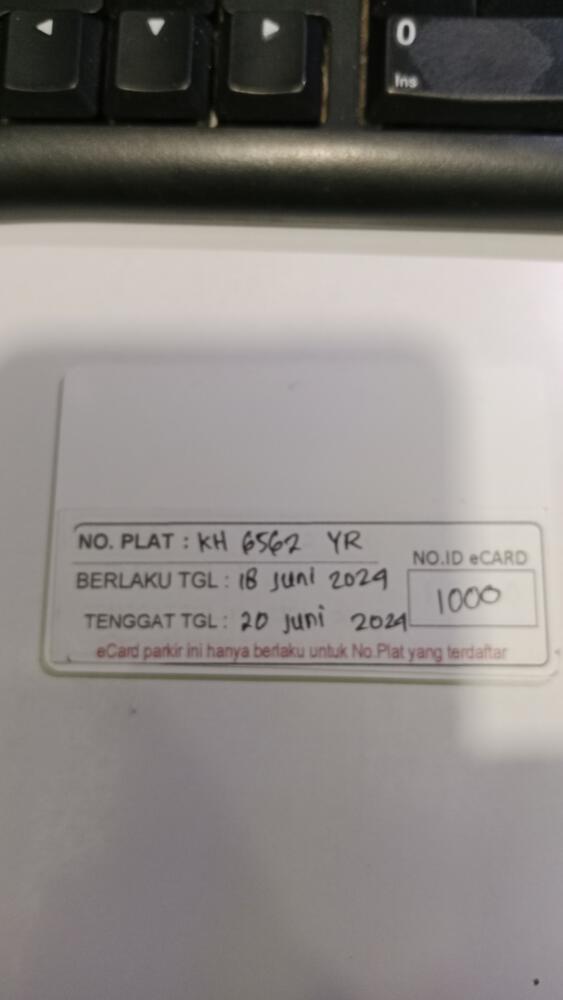 0
Ins
NO. PLAT : KH 6562 YR
NO.ID eCARD
BERLAKU TGL : 18 Juni 2024
1000
TENGGAT TGL : 20 Juni 2024
eCard parkir ini hanya berlaku untuk No.Plat yang terdaftar